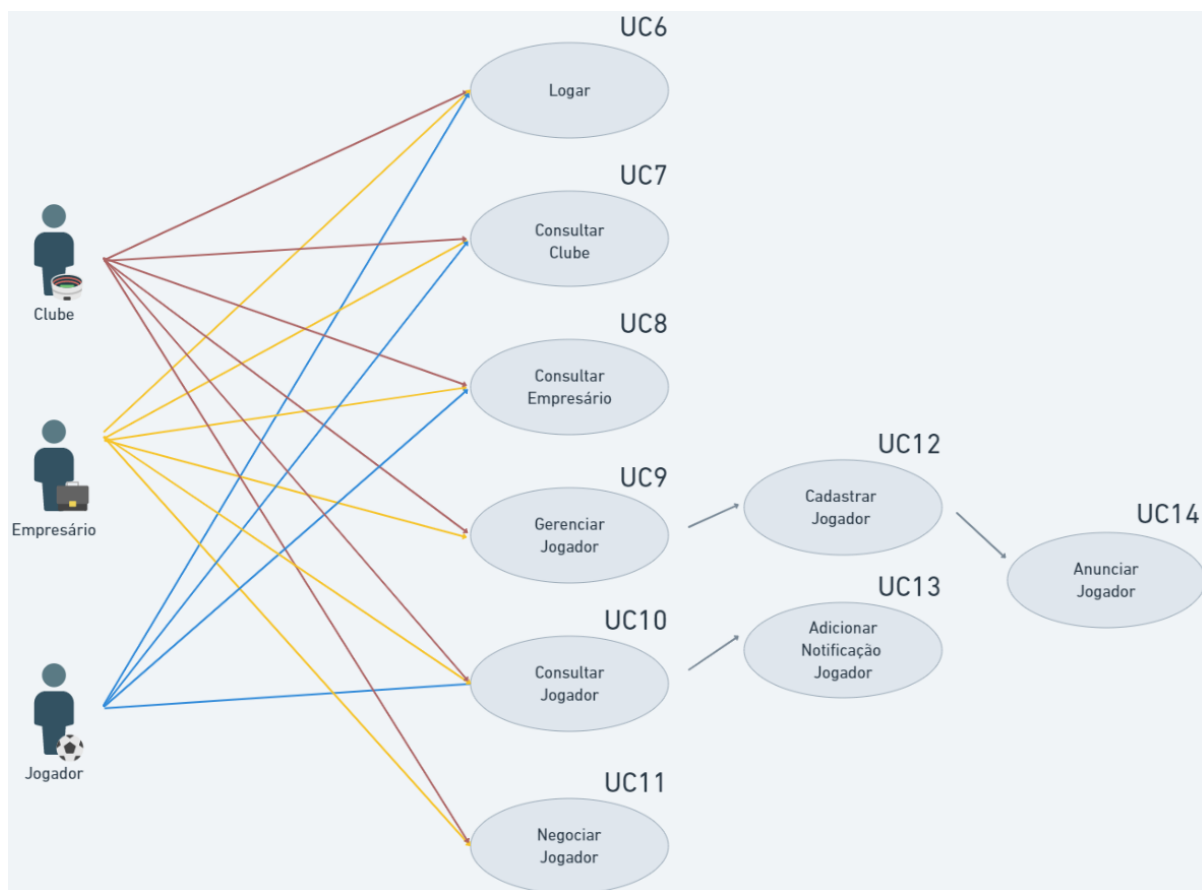 UC6
Logar
UC7
Consultar
Clube
Clube
UC8
Consultar
Empresário
Empresário
UC9
Gerenciar
Jogador
UC12
Cadastrar
Jogador
UC14
Anunciar
Jogador
UC10
Consultar
Jogador
UC13
Adicionar
Notificação
Jogador
Jogador
UC11
Negociar
Jogador